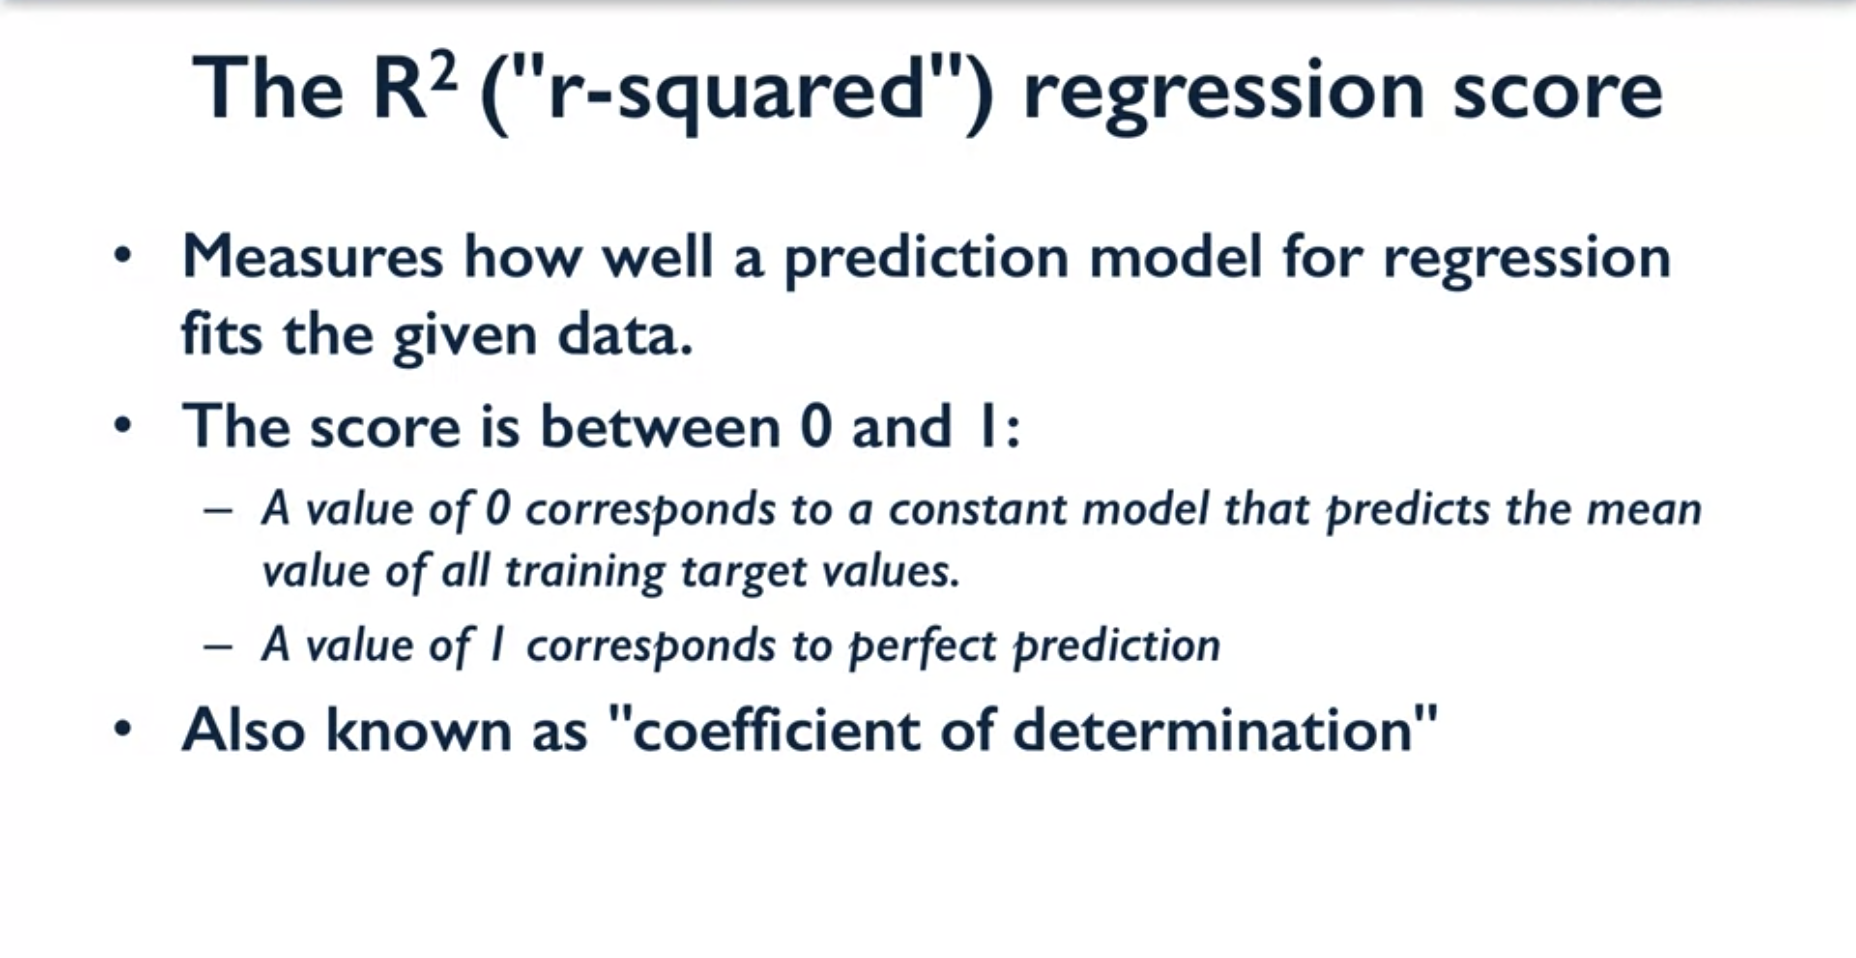 The R² ("r-squared") regression score
• Measures how well a prediction model for regression
fits the given data.
• The score is between 0 and 1:
– A value of 0 corresponds to a constant model that predicts the mean
value of all training target values.
– A value of 1 corresponds to perfect prediction
• Also known as "coefficient of determination"